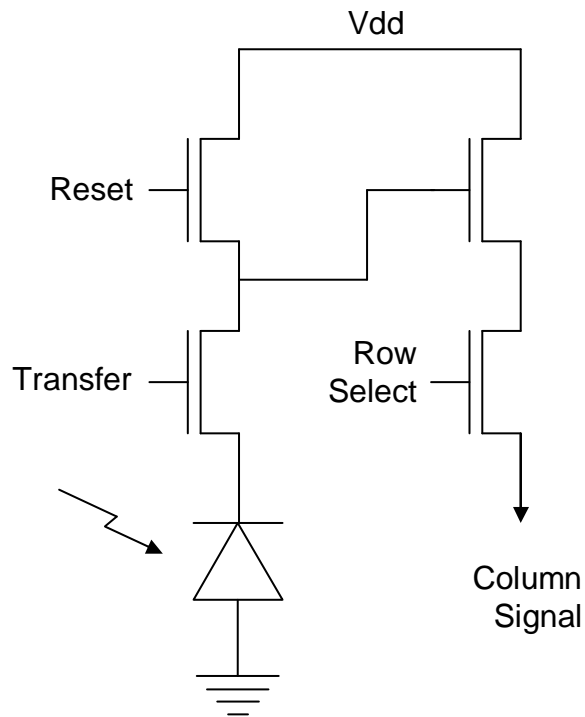 Vdd
Reset
Transfer
Row
Select
Column
Signal